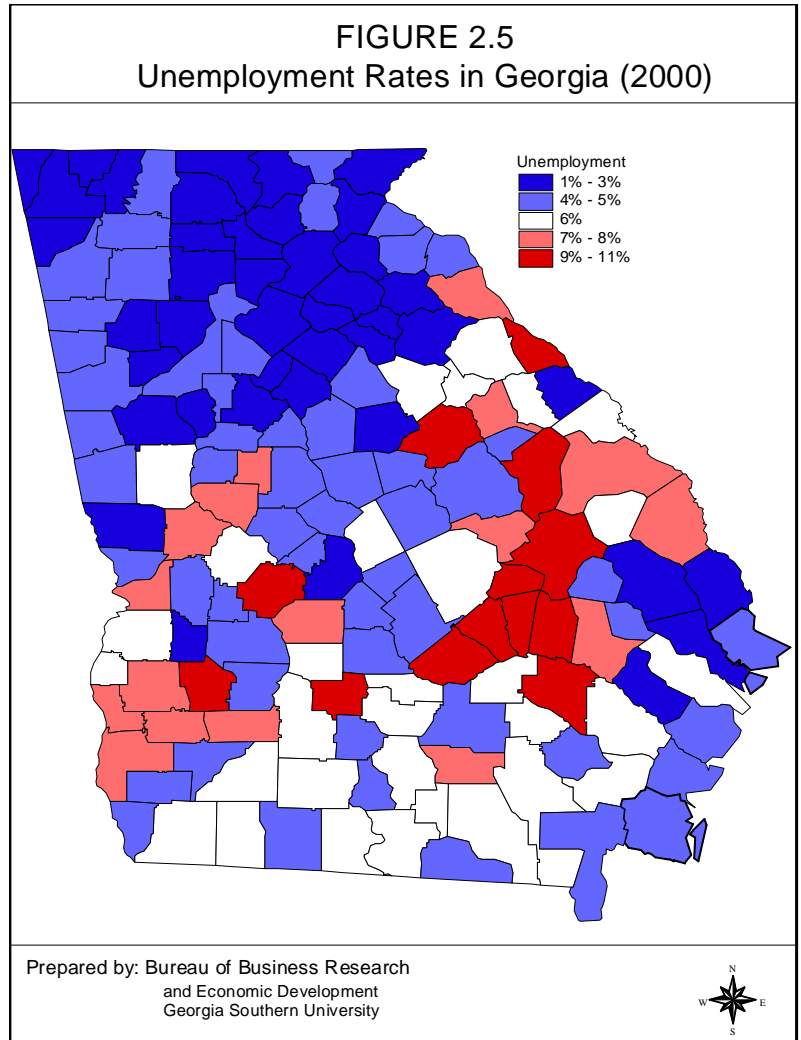 FIGURE 2.5
Unemployment Rates in Georgia (2000)
Unemployment
1% - 3%
4% - 5%
6%
7% - 8%
9% - 11%
Prepared by: Bureau of Business Research
and Economic Development
Georgia Southern University
N
W E
S